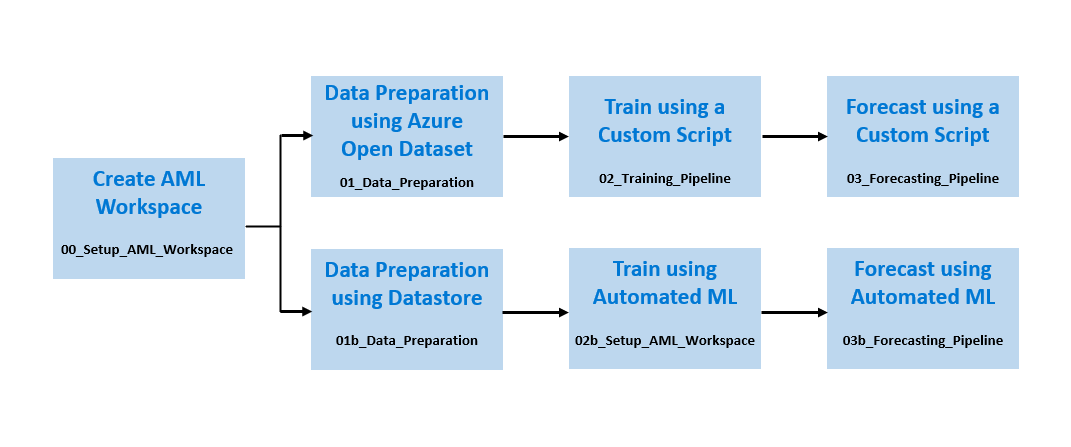 Create AML
Workspace
00_Setup_AML_Workspace
Data Preparation
using Azure
Open Dataset
01_Data_Preparation
Train using a
Custom Script
02_Training_Pipeline
Forecast using a
Custom Script
03_Forecasting_Pipeline
Data Preparation
using Datastore
01b_Data_Preparation
Train using
Automated ML
02b_Setup_AML_Workspace
Forecast using
Automated ML
03b_Forecasting_Pipeline